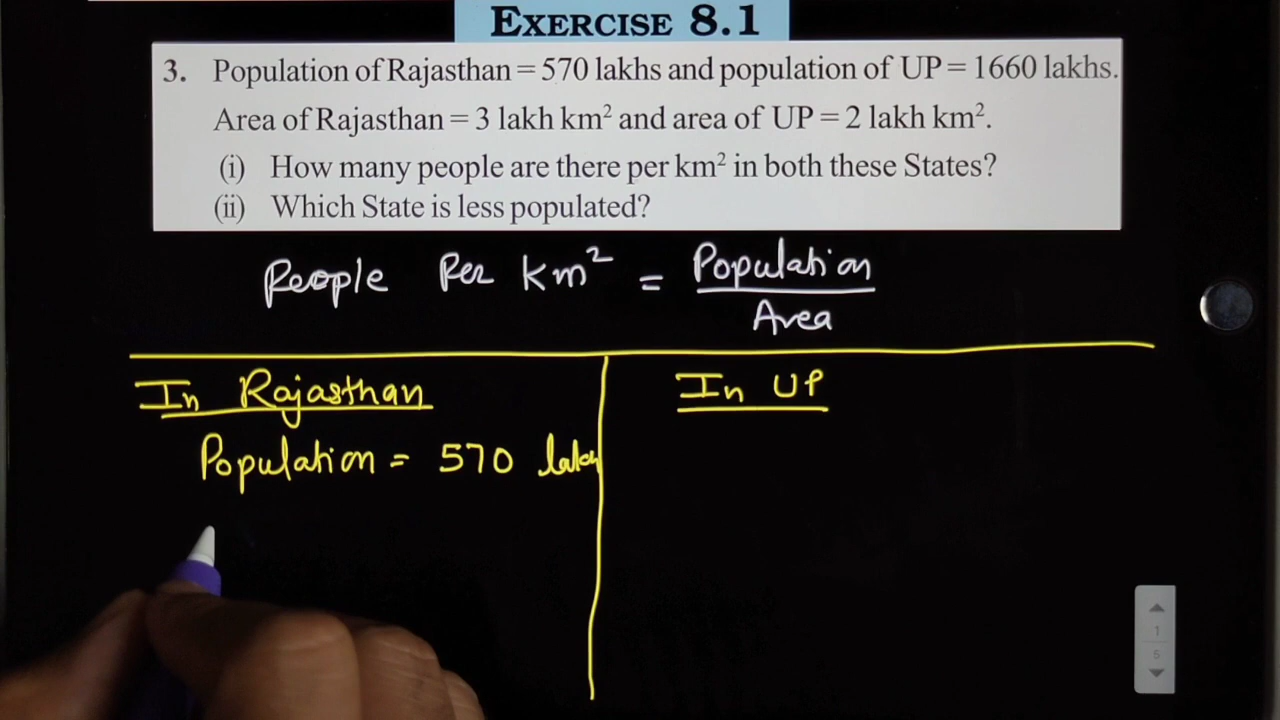 EXERCISE 8.1
3. Population of Rajasthan = 570 lakhs and population of UP = 1660 lakhs.
Area of Rajasthan = 3 lakh km² and area of UP = 2 lakh km².
(i) How many people are there per km² in both these States?
(ii) Which State is less populated?
People Per Km² = Population / Area
In Rajasthan
Population = 570 lakh
In UP
1
5